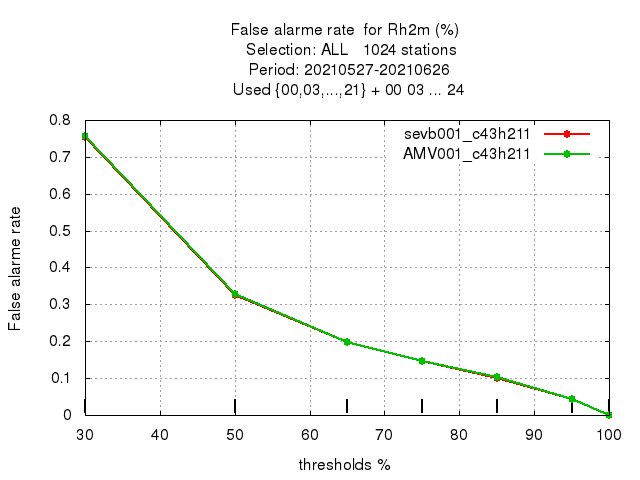 False alarme rate  for Rh2m (%)
Selection: ALL   1024 stations
Period: 20210527-20210626
Used {00,03,...,21} + 00 03 ... 24
sevb001_c43h211
AMV001_c43h211
False alarme rate
0.8
0.7
0.6
0.5
0.4
0.3
0.2
0.1
0
30 40 50 60 70 80 90 100
thresholds %